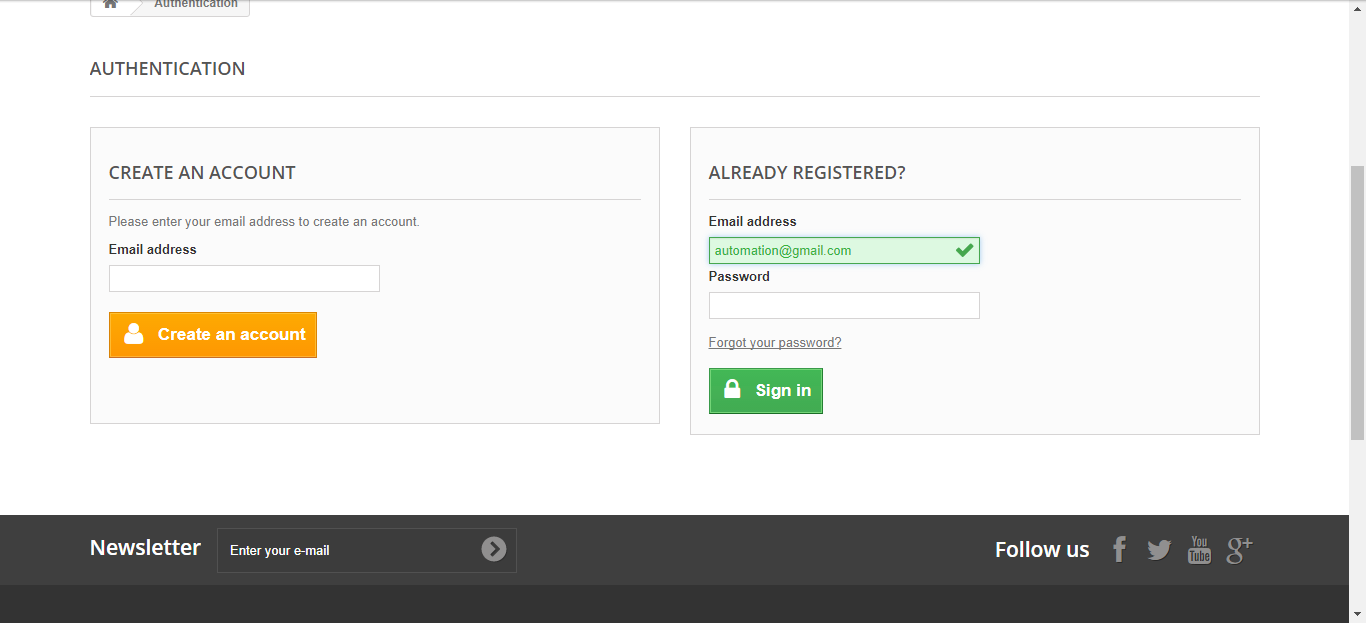 Authentication
AUTHENTICATION
CREATE AN ACCOUNT
Please enter your email address to create an account.
Email address
Create an account
ALREADY REGISTERED?
Email address
automation@gmail.com
Password
Forgot your password?
Sign in
Newsletter
Enter your e-mail
Follow us
You
Tube
g+